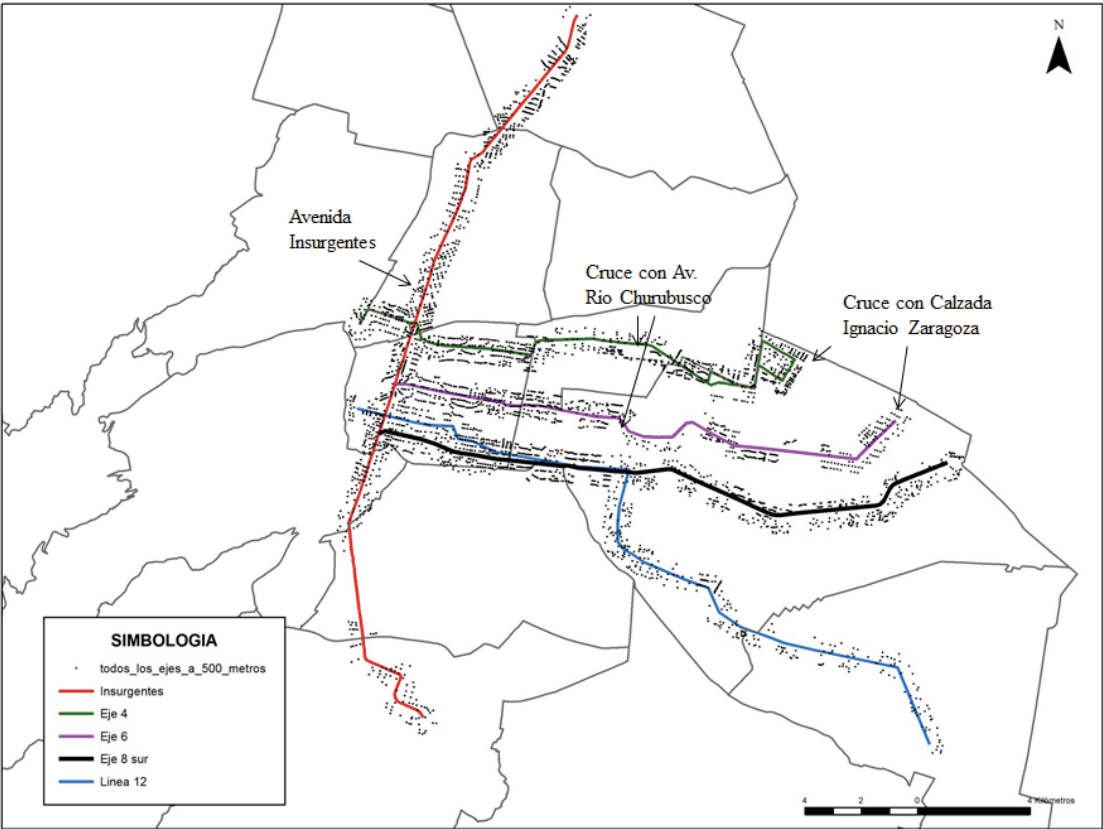 N
Avenida
Insurgentes
Cruce con Av.
Rio Churubusco
Cruce con Calzada
Ignacio Zaragoza
SIMBOLOGIA
todos_los_ejes_a_500_metros
Insurgentes
Eje 4
Eje 6
Eje 8 sur
Linea 12
4 2 0 4 Kilómetros